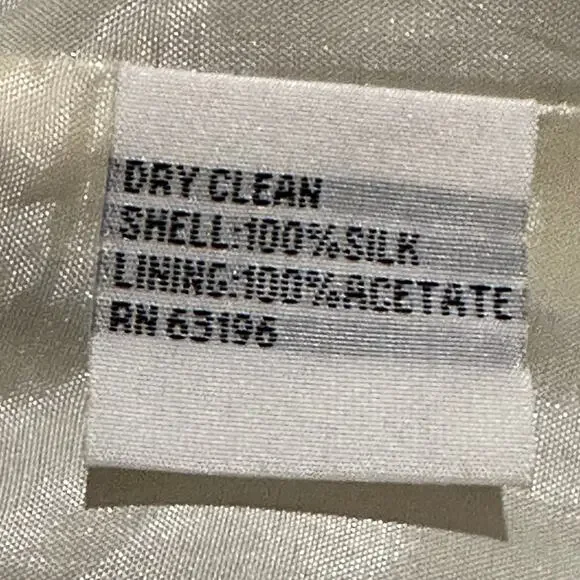 DRY CLEAN
SHELL:100%SILK
LINING:100%ACETATE
RN 63196